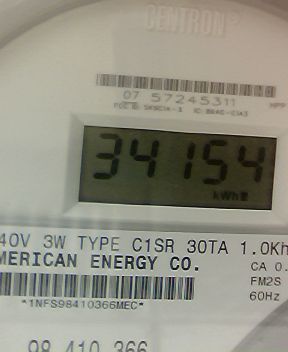 CENTRON®
07 57245311
34154
kWh
40V 3W TYPE C1SR 30TA 1.0Kh
MERICAN ENERGY CO.
CA 0.
FM2S
*1NFS98410366MEC*
60Hz
98 410 366